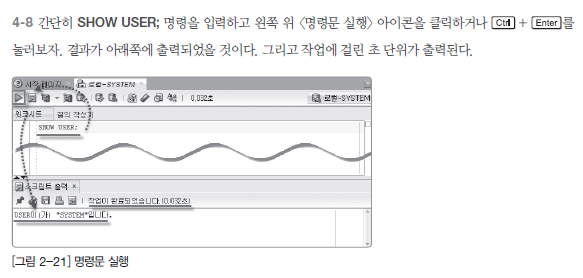 4-8 간단히 SHOW USER; 명령을 입력하고 왼쪽 위 〈명령문 실행〉 아이콘을 클릭하거나 Ctrl + Enter를
눌러보자. 결과가 아래쪽에 출력되었을 것이다. 그리고 작업에 걸린 초 단위가 출력된다.
시작 페이지 로컬-SYSTEM
0.032초 로컬-SYSTEM
워크시트 질의 작성기
SHOW USER;
스크립트 출력 ×
작업이 완료되었습니다.(0.032초)
USER이(가) "SYSTEM"입니다.
[그림 2-21] 명령문 실행